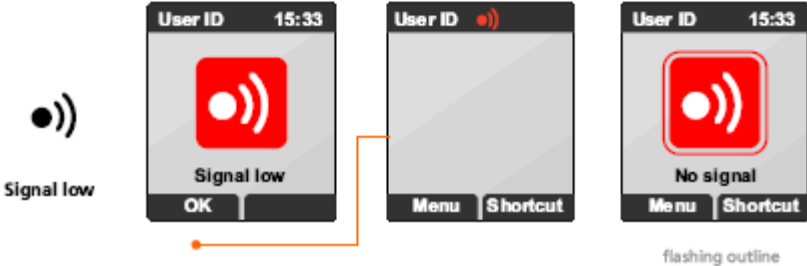 Signal low
User ID 15:33
Signal low
OK
User ID
Menu Shortcut
User ID 15:33
No signal
Menu Shortcut
flashing outline